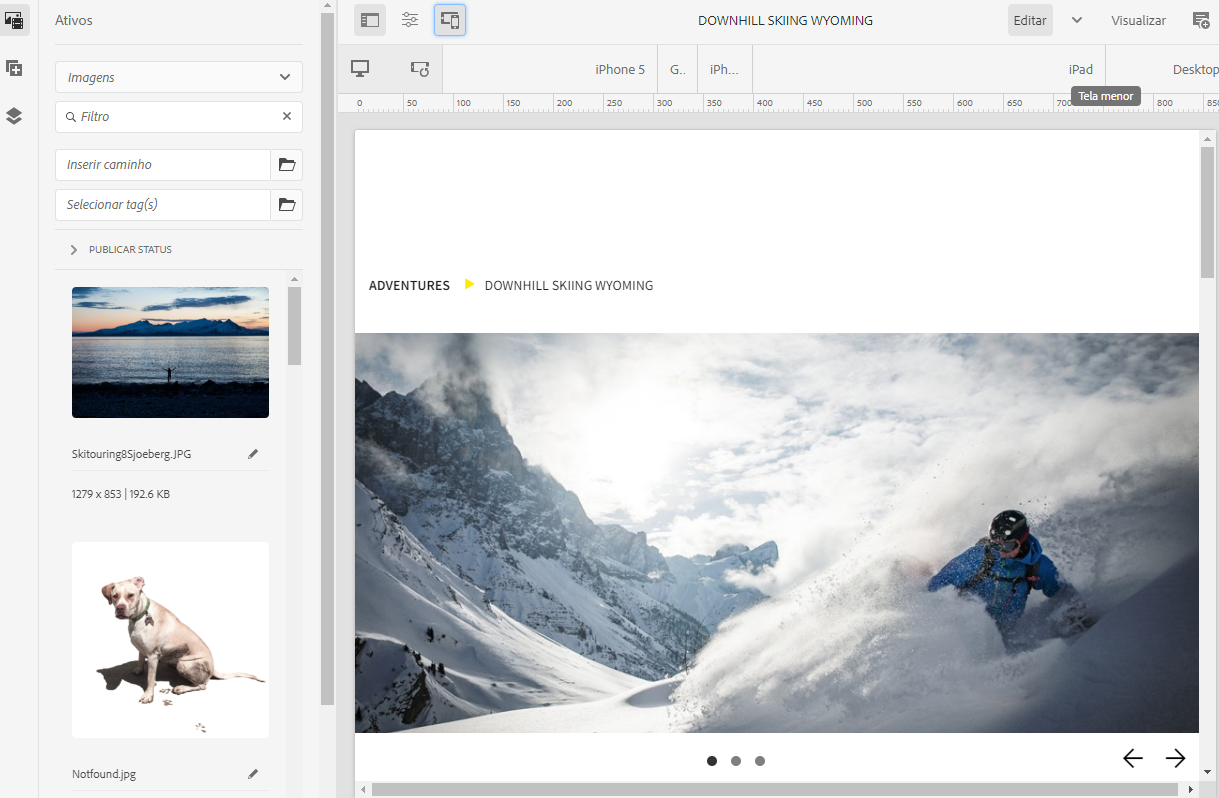 Ativos
DOWNHILL SKIING WYOMING
Editar
Visualizar
Imagens
Filtro
Inserir caminho
Selecionar tag(s)
PUBLICAR STATUS
Skitouring8Sjoeberg.JPG
1279 x 853 | 192.6 KB
Notfound.jpg
iPhone 5
G..
iPh...
iPad
Desktop
Tela menor
0 50 100 150 200 250 300 350 400 450 500 550 600 650 700 800 850
ADVENTURES DOWNHILL SKIING WYOMING